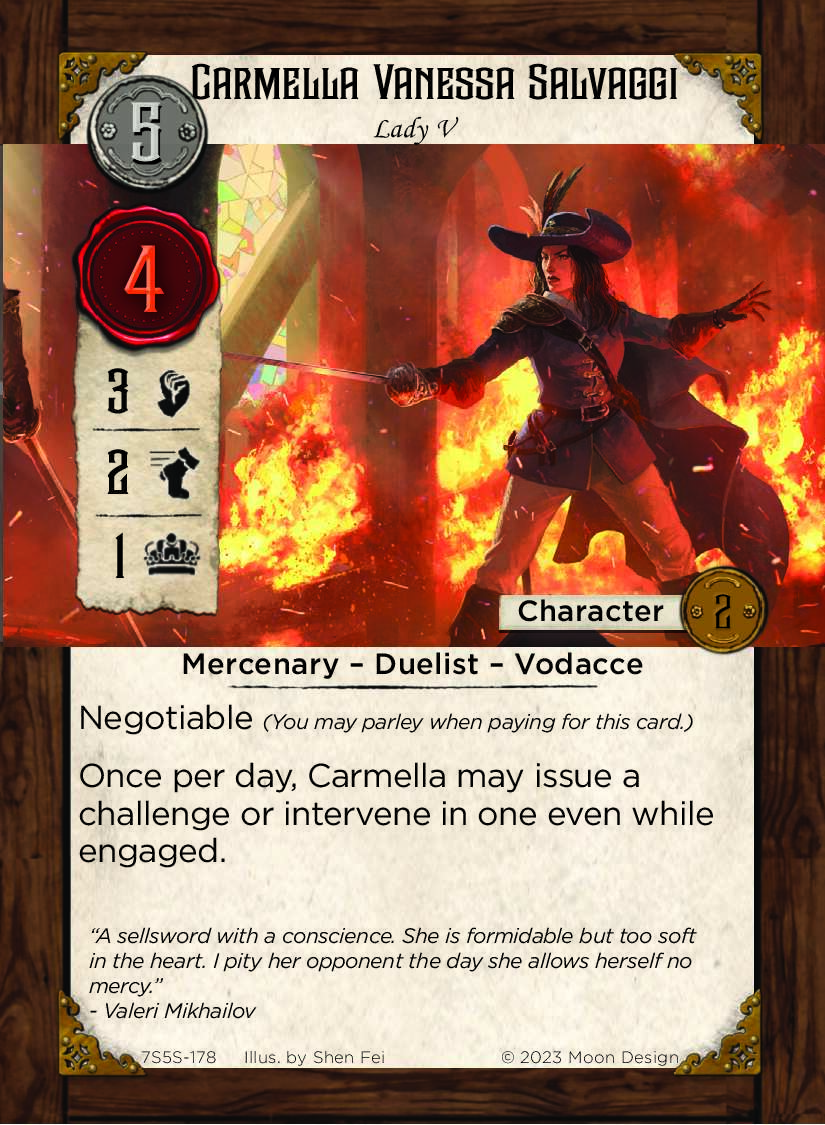 Carmella Vanessa Salvaggi
Lady V
5
4
3
2
1
Character
2
Mercenary – Duelist – Vodacce
Negotiable (You may parley when paying for this card.)
Once per day, Carmella may issue a
challenge or intervene in one even while
engaged.
“A sellsword with a conscience. She is formidable but too soft
in the heart. I pity her opponent the day she allows herself no
mercy.”
- Valeri Mikhailov
7S5S-178 Illus. by Shen Fei © 2023 Moon Design